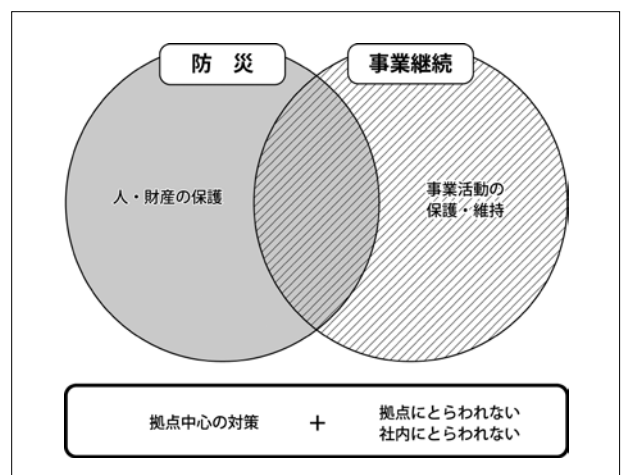 防　災
事業継続
人・財産の保護
事業活動の
保護・維持
拠点中心の対策
＋
拠点にとらわれない
社内にとらわれない